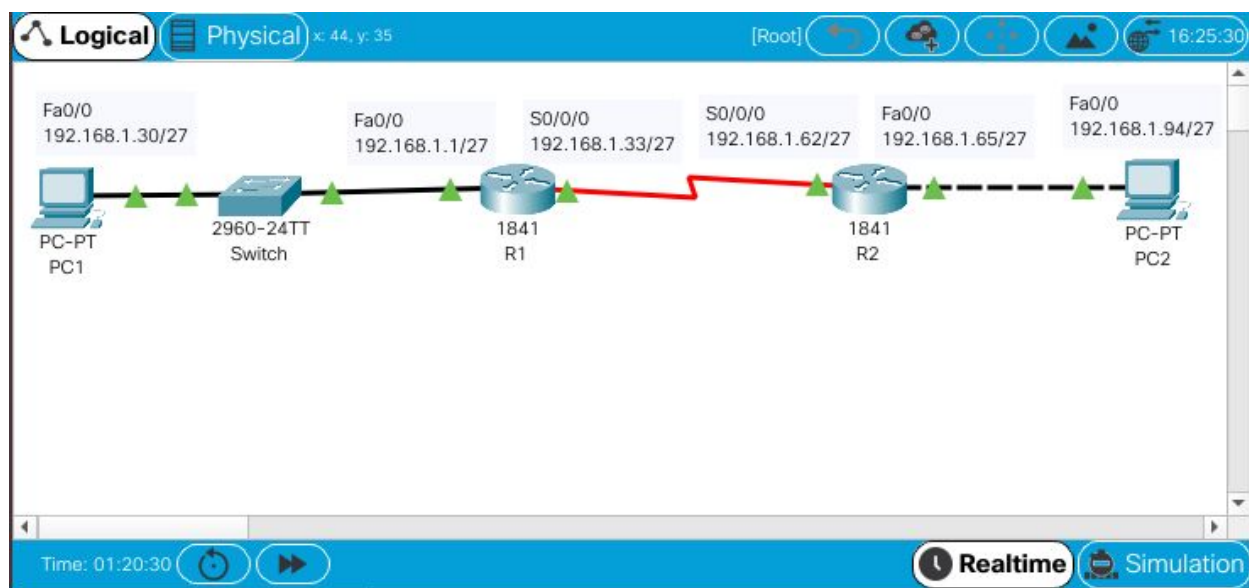 Logical
Physical
x: 44, y: 35
[Root]
16:25:30
Fa0/0
192.168.1.30/27
Fa0/0
192.168.1.1/27
S0/0/0
192.168.1.33/27
S0/0/0
192.168.1.62/27
Fa0/0
192.168.1.65/27
Fa0/0
192.168.1.94/27
PC-PT
PC1
2960-24TT
Switch
1841
R1
1841
R2
PC-PT
PC2
Time: 01:20:30
Realtime
Simulation